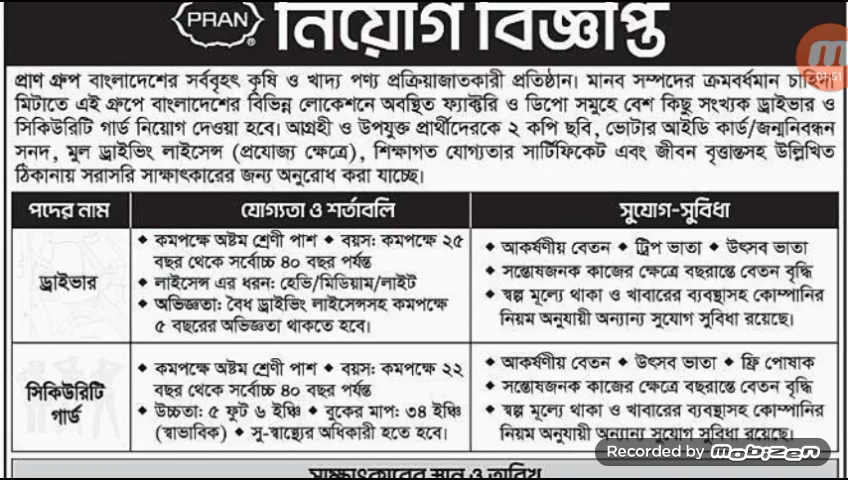 PRAN
নিয়োগ বিজ্ঞপ্তি
01:51
প্রাণ গ্রুপ বাংলাদেশের সর্ববৃহৎ কৃষি ও খাদ্য পণ্য প্রক্রিয়াজাতকারী প্রতিষ্ঠান। মানব সম্পদের ক্রমবর্ধমান
মিটাতে এই গ্রুপে বাংলাদেশের বিভিন্ন লোকেশনে অবস্থিত ফ্যাক্টরি ও ডিপো সমূহে বেশ কিছু সংখ্যক ড্রাইভার ও
সিকিউরিটি গার্ড নিয়োগ দেওয়া হবে। আগ্রহী ও উপযুক্ত প্রার্থীদেরকে ২ কপি ছবি, ভোটার আইডি কার্ড/জন্মনিবন্ধন
সনদ, মুল ড্রাইভিং লাইসেন্স (প্রযোজ্য ক্ষেত্রে), শিক্ষাগত যোগ্যতার সার্টিফিকেট এবং জীবন বৃত্তান্তসহ উল্লিখিত
ঠিকানায় সরাসরি সাক্ষাৎকারের জন্য অনুরোধ করা যাচ্ছে।
পদের নাম
যোগ্যতা ও শর্তাবলি
সুযোগ-সুবিধা
ড্রাইভার
◆ কমপক্ষে অষ্টম শ্রেণী পাশ ◆ বয়স: কমপক্ষে ২৫
বছর থেকে সর্বোচ্চ ৪০ বছর পর্যন্ত
◆ লাইসেন্স এর ধরন: হেভি/মিডিয়াম/লাইট
◆ অভিজ্ঞতা: বৈধ ড্রাইভিং লাইসেন্সসহ কমপক্ষে
৫ বছরের অভিজ্ঞতা থাকতে হবে।
◆ আকর্ষণীয় বেতন ◆ ট্রিপ ভাতা ◆ উৎসব ভাতা
◆ সন্তোষজনক কাজের ক্ষেত্রে বছরান্তে বেতন বৃদ্ধি
◆ স্বল্প মূল্যে থাকা ও খাবারের ব্যবস্থাসহ কোম্পানির
নিয়ম অনুযায়ী অন্যান্য সুযোগ সুবিধা রয়েছে।
সিকিউরিটি
গার্ড
◆ কমপক্ষে অষ্টম শ্রেণী পাশ ◆ বয়স: কমপক্ষে ২২
বছর থেকে সর্বোচ্চ ৪০ বছর পর্যন্ত
◆ উচ্চতা: ৫ ফুট ৬ ইঞ্চি ◆ বুকের মাপ: ৩৪ ইঞ্চি
(স্বাভাবিক) ◆ সু-স্বাস্থ্যের অধিকারী হতে হবে।
◆ আকর্ষণীয় বেতন ◆ উৎসব ভাতা ◆ ফ্রি পোষাক
◆ সন্তোষজনক কাজের ক্ষেত্রে বছরান্তে বেতন বৃদ্ধি
◆ স্বল্প মূল্যে থাকা ও খাবারের ব্যবস্থাসহ কোম্পানির
নিয়ম অনুযায়ী অন্যান্য সুযোগ সুবিধা রয়েছে।
Recorded by Mobizen
সাক্ষাৎকারের স্থান ও তারিখ